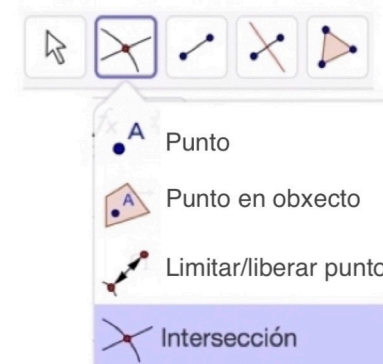 A
Punto
A
Punto en obxecto
Limitar/liberar punto
Intersección